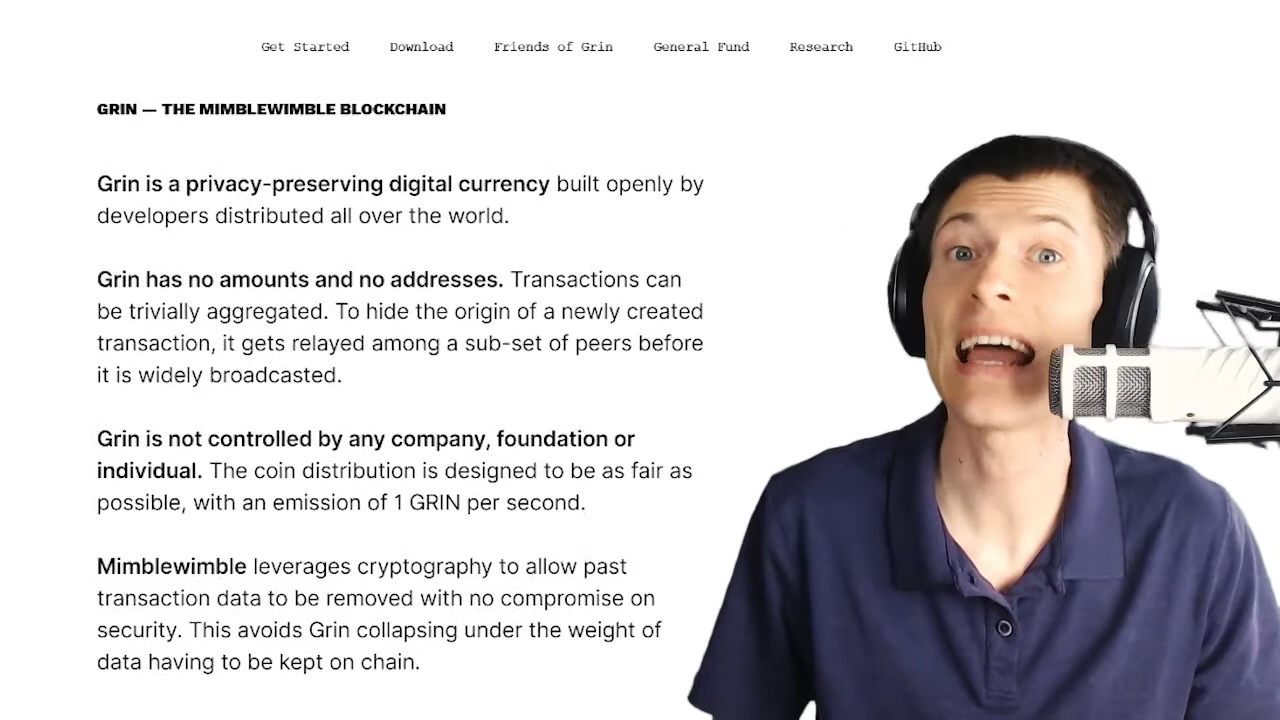 Get Started Download Friends of Grin General Fund Research GitHub
GRIN — THE MIMBLEWIMBLE BLOCKCHAIN
Grin is a privacy-preserving digital currency built openly by
developers distributed all over the world.
Grin has no amounts and no addresses. Transactions can
be trivially aggregated. To hide the origin of a newly created
transaction, it gets relayed among a sub-set of peers before
it is widely broadcasted.
Grin is not controlled by any company, foundation or
individual. The coin distribution is designed to be as fair as
possible, with an emission of 1 GRIN per second.
Mimblewimble leverages cryptography to allow past
transaction data to be removed with no compromise on
security. This avoids Grin collapsing under the weight of
data having to be kept on chain.